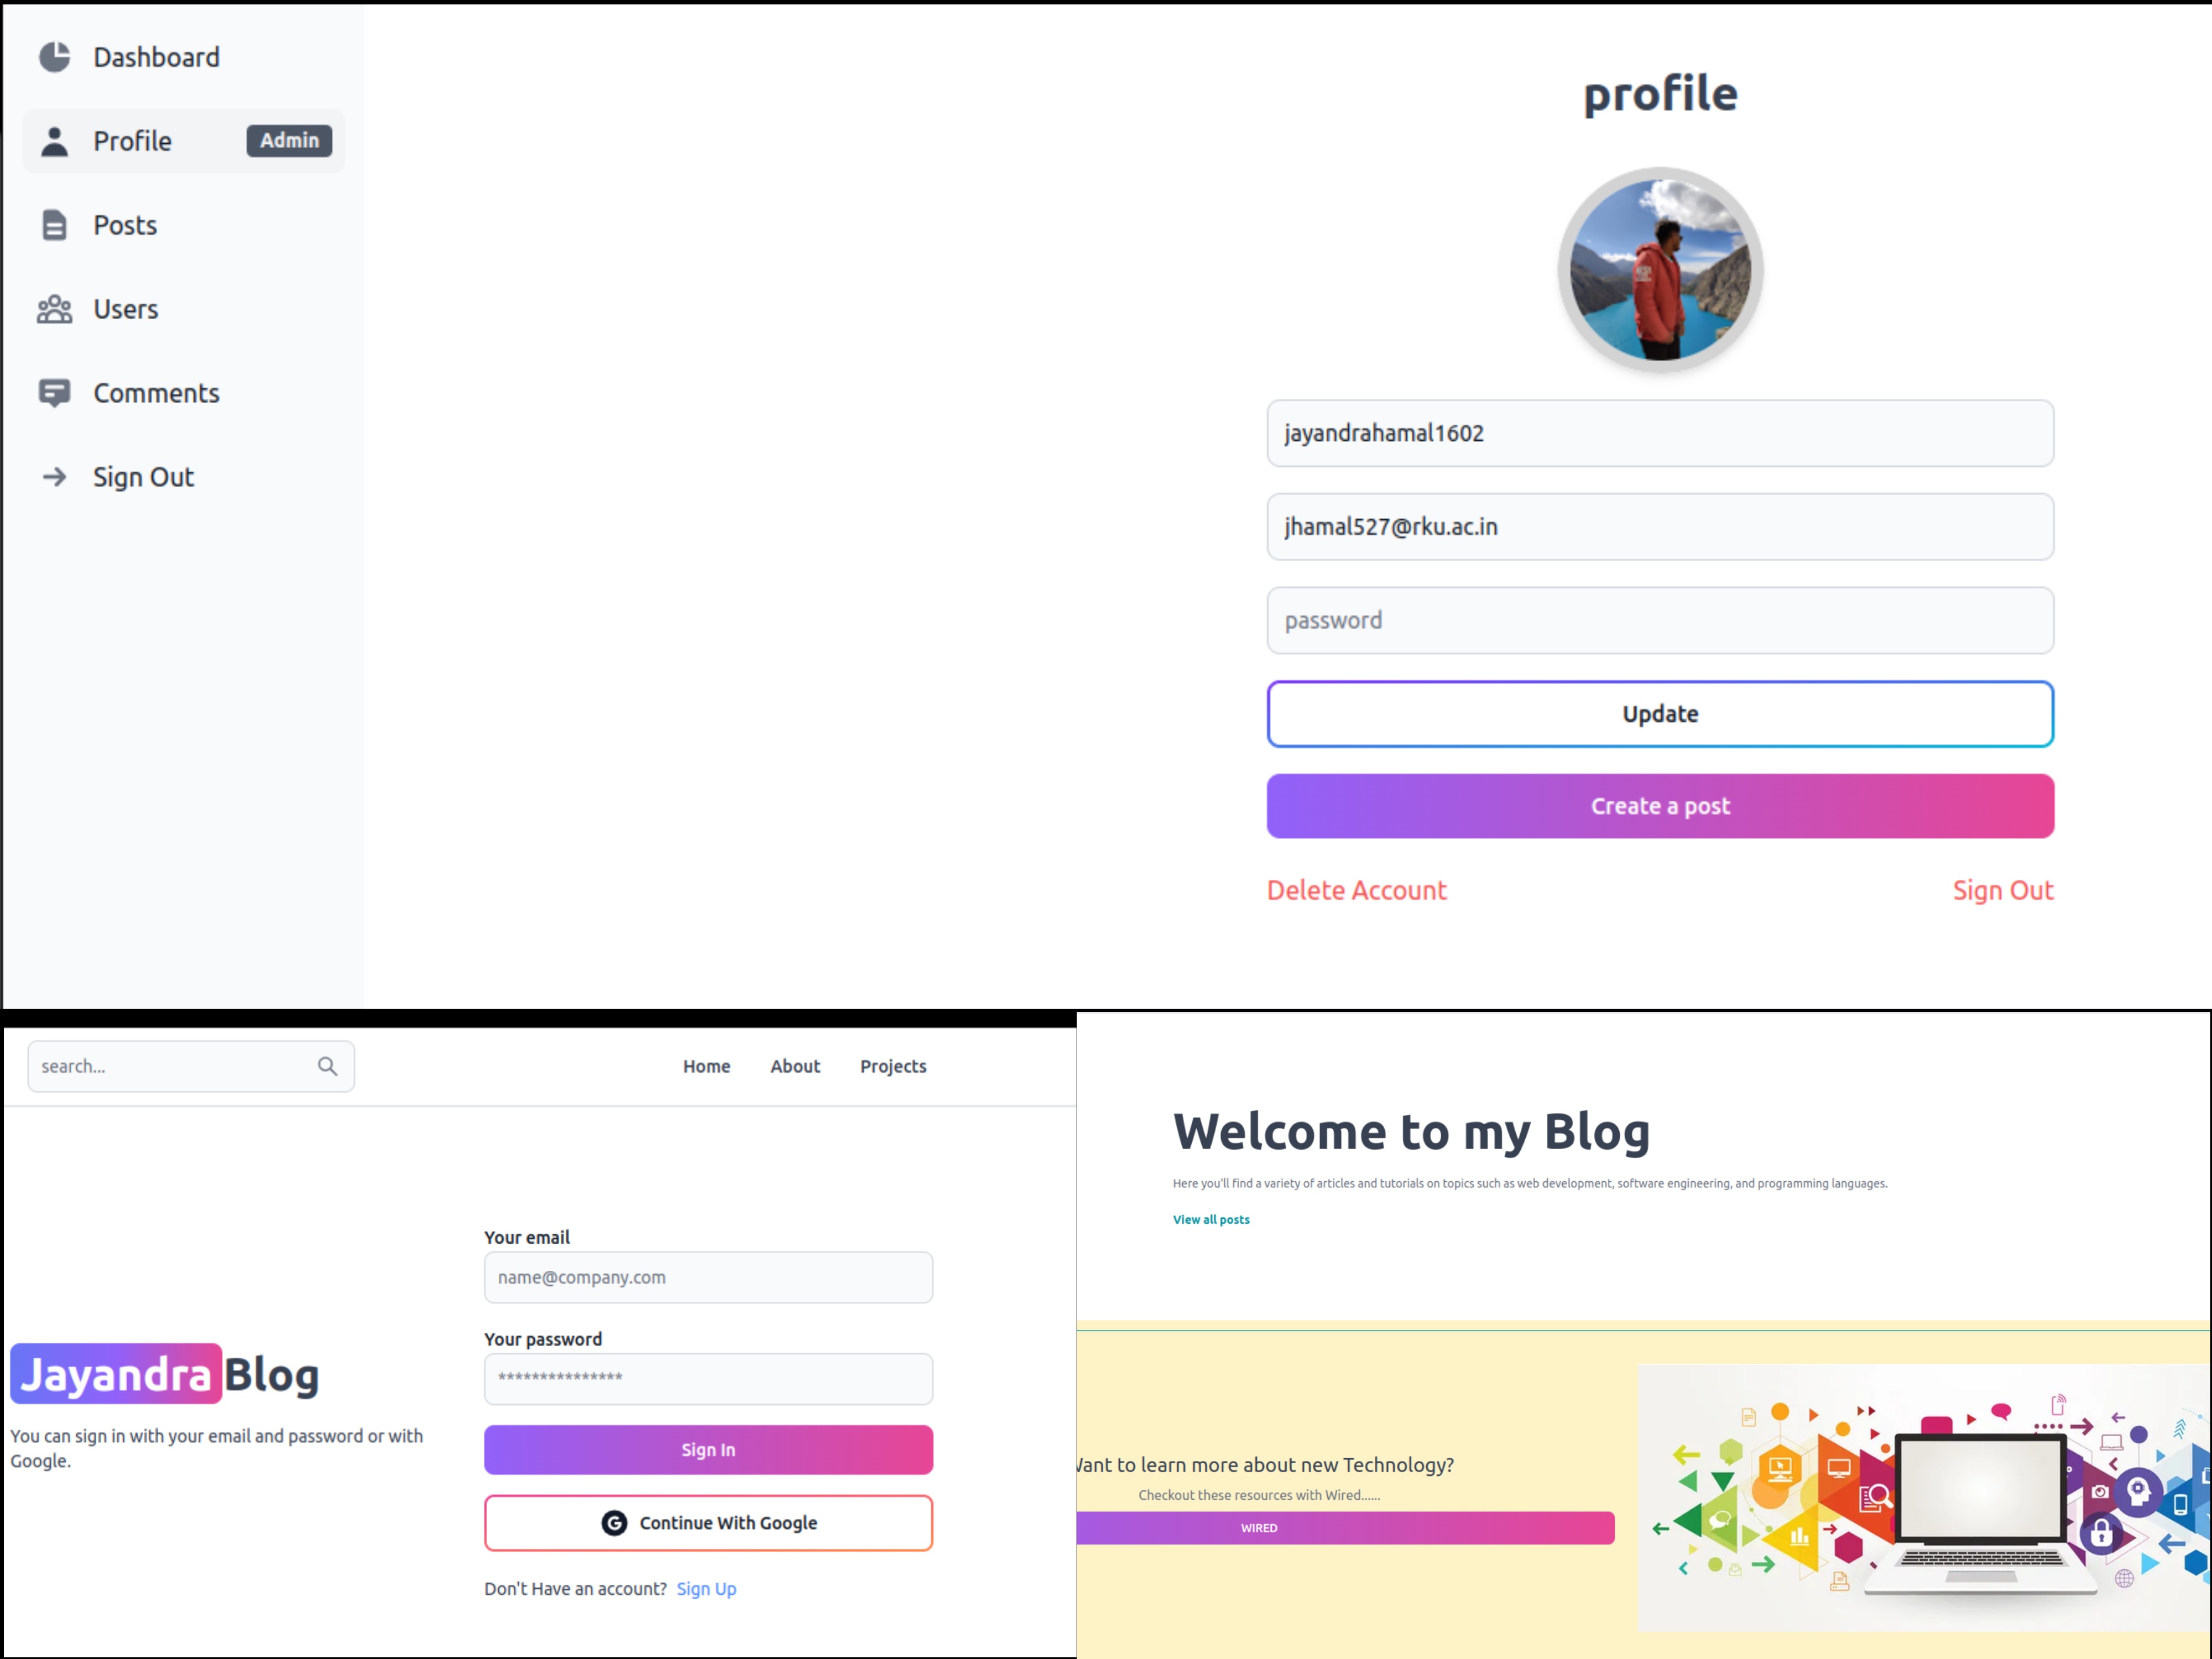 Dashboard
Profile Admin
Posts
Users
Comments
Sign Out
profile
jayandrahamal1602
jhamal527@rku.ac.in
password
Update
Create a post
Delete Account Sign Out
search...
Home About Projects
Jayandra Blog
You can sign in with your email and password or with
Google.
Your email
name@company.com
Your password
***************
Sign In
G Continue With Google
Don't Have an account? Sign Up
Welcome to my Blog
Here you'll find a variety of articles and tutorials on topics such as web development, software engineering, and programming languages.
View all posts
to learn more about new Technology?
Checkout these resources with Wired......
WIRED